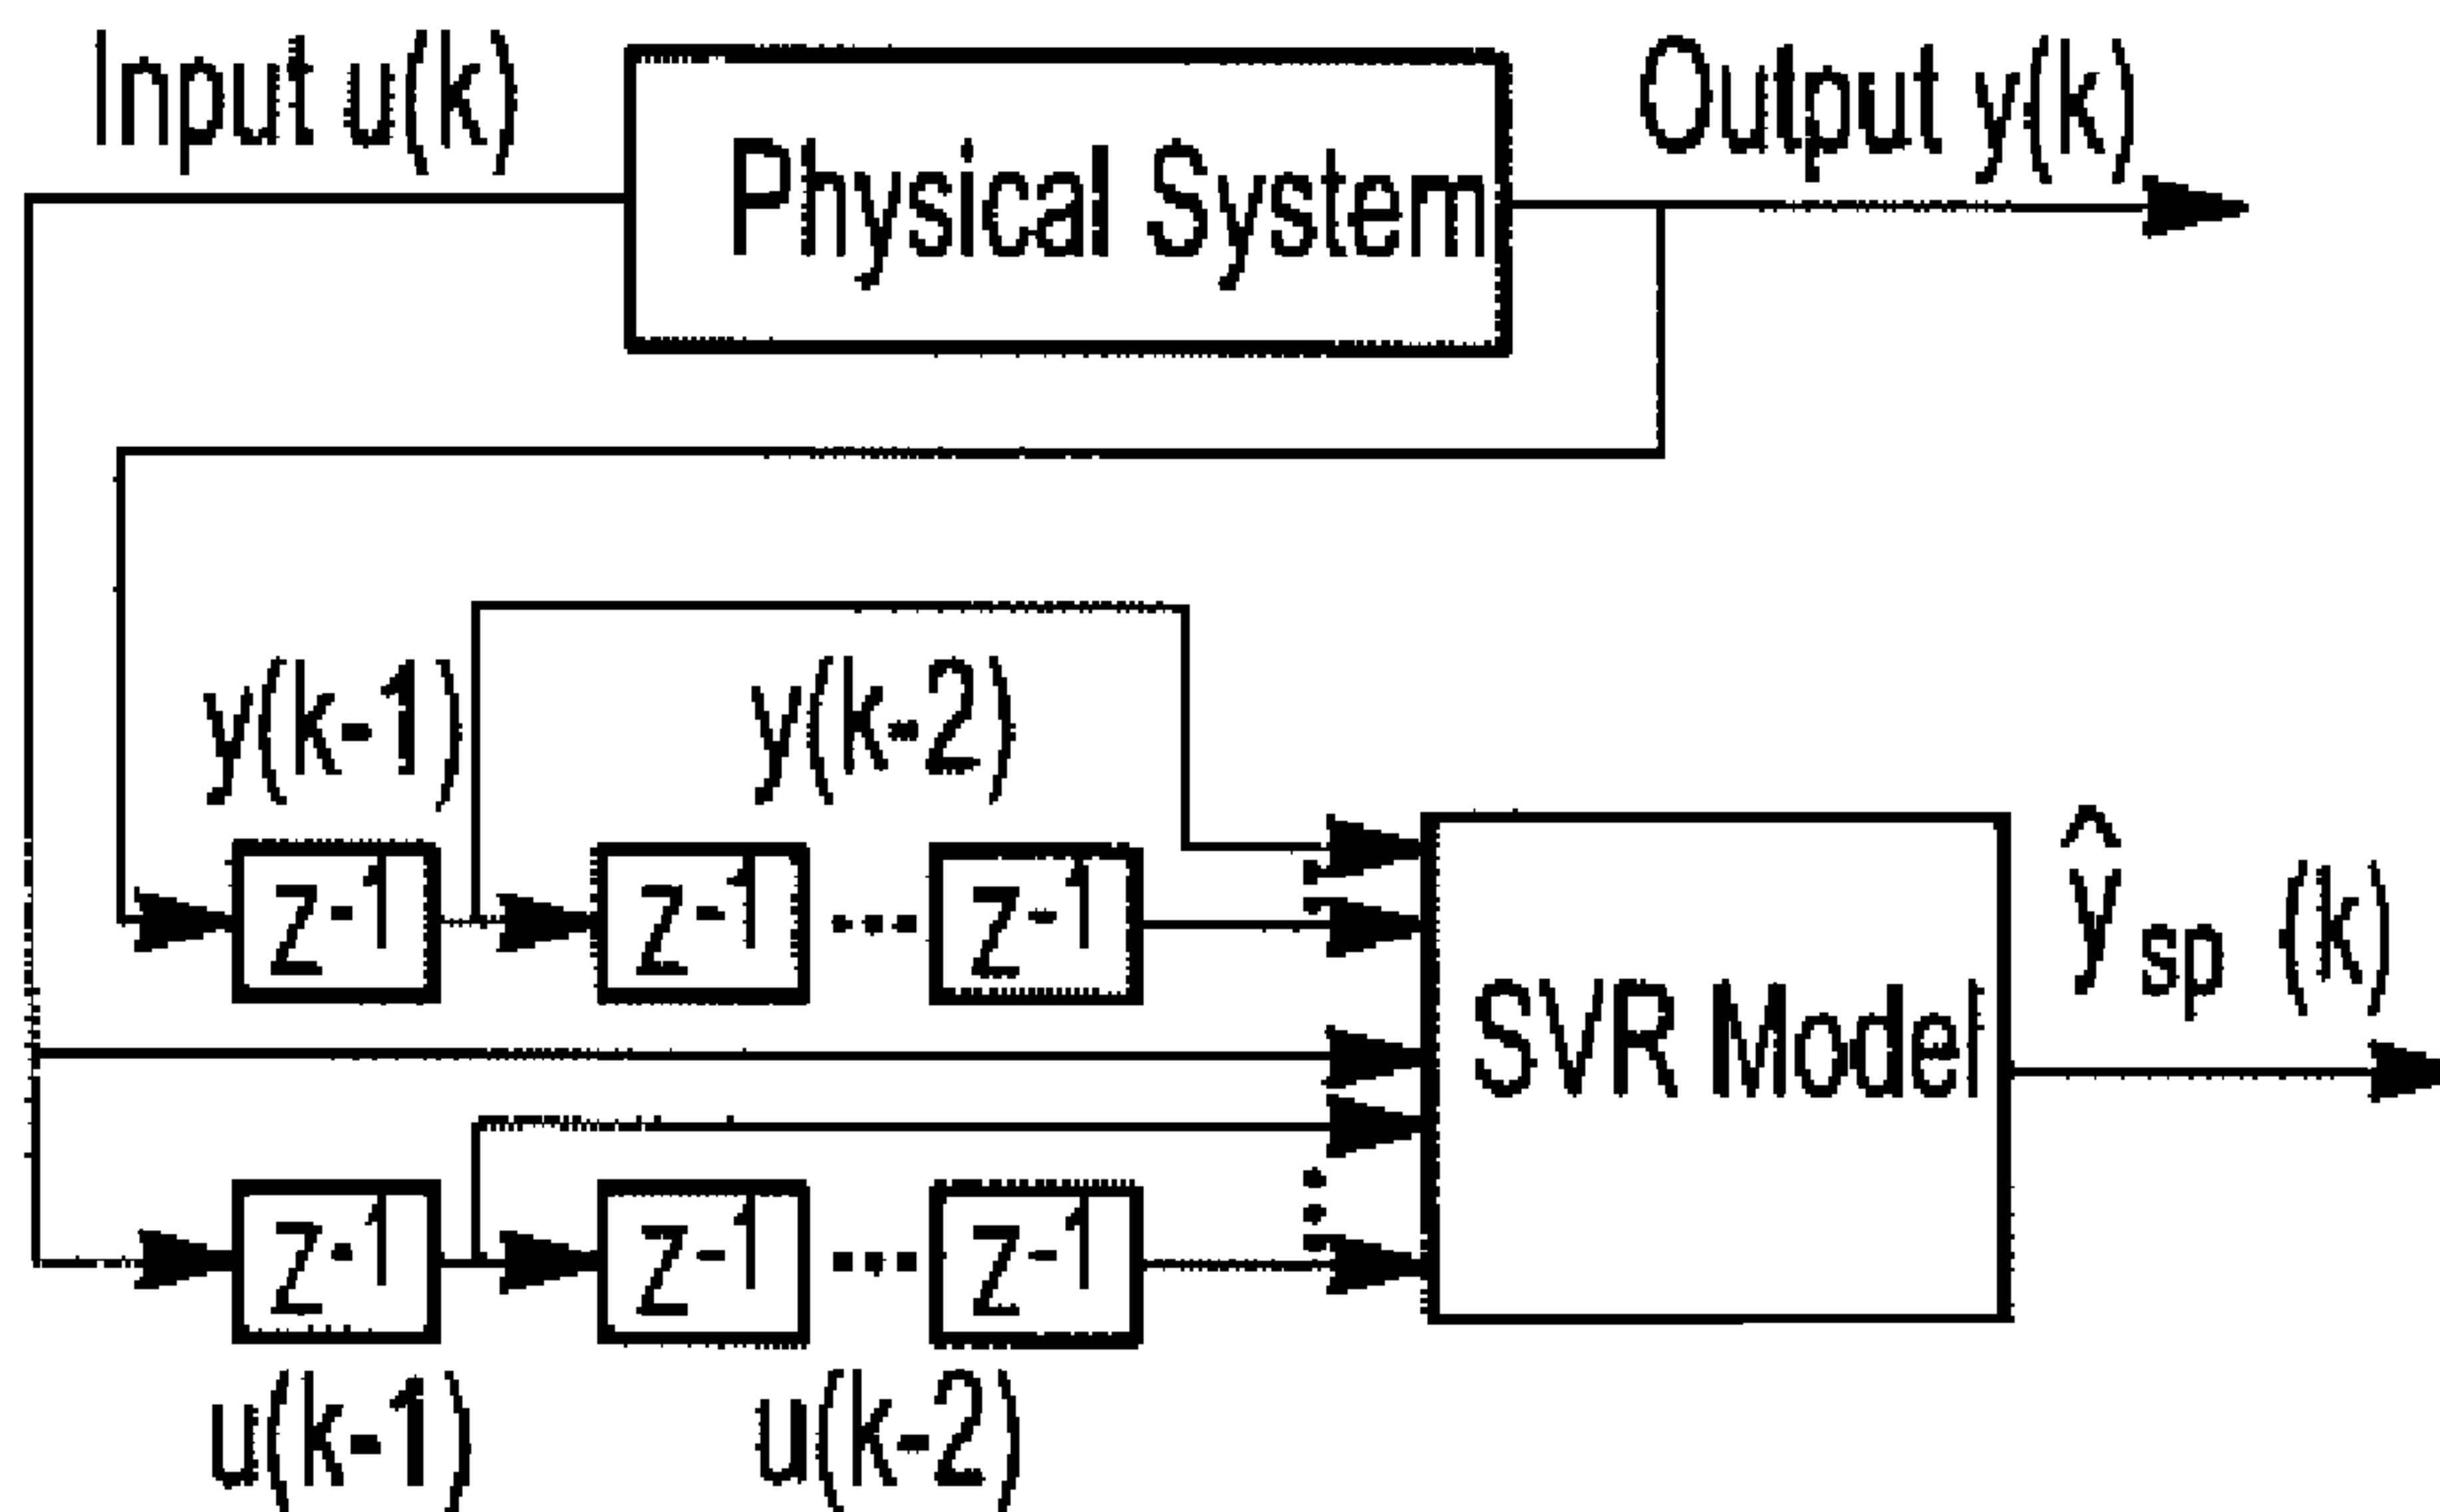 Input u(k)
Physical System
Output y(k)
y(k-1)
y(k-2)
z-1
z-1
z-1
SVR Model
ŷsp (k)
z-1
z-1
z-1
u(k-1)
u(k-2)